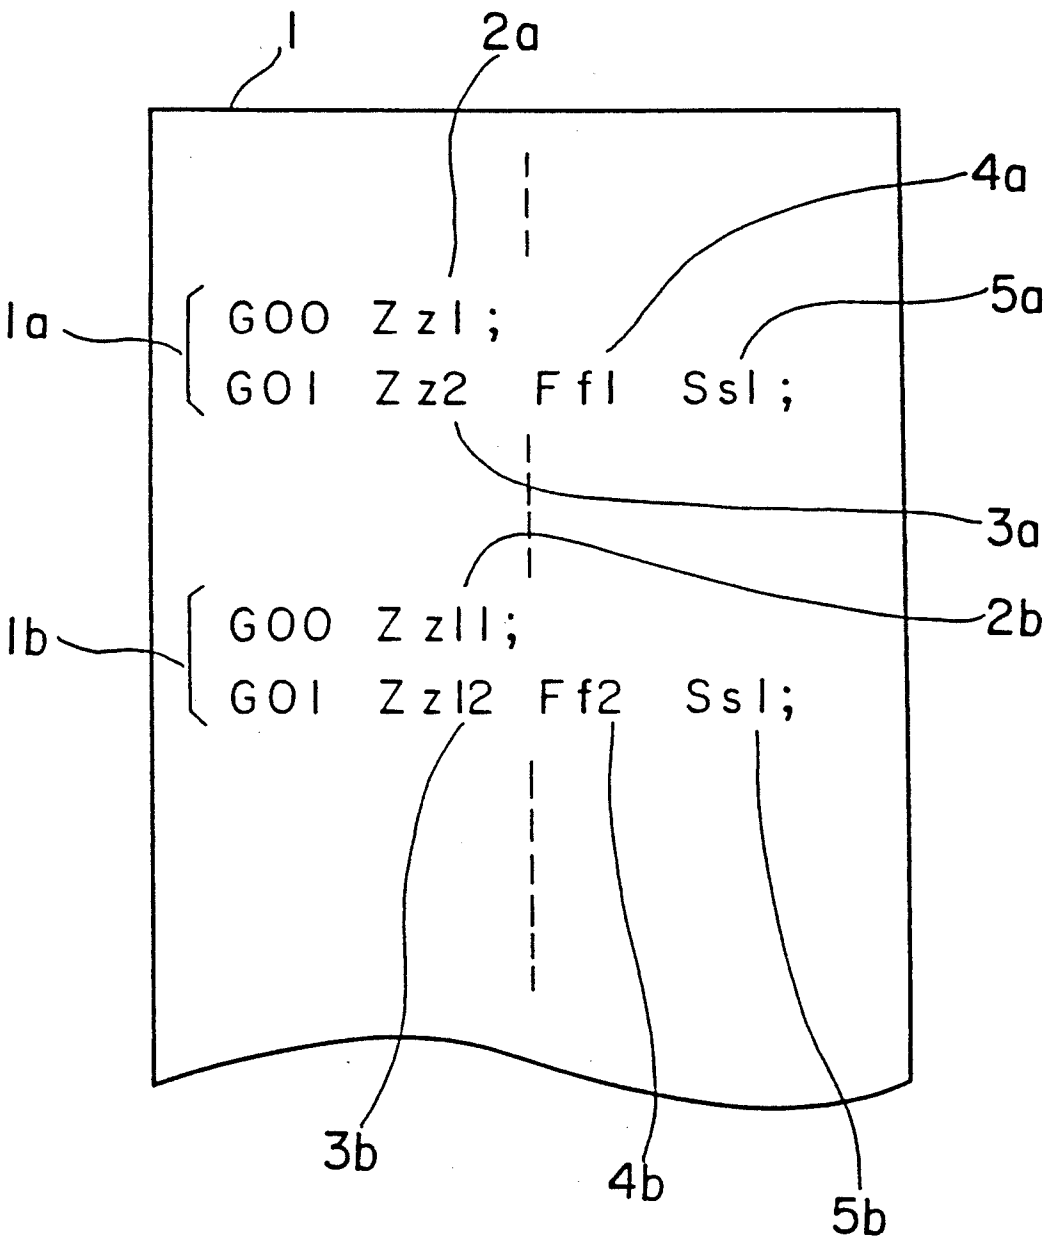 1 2a
4a
5a
1a G00 Zz1;
G01 Zz2 Ff1 Ss1;
3a
2b
1b G00 Zz11;
G01 Zz12 Ff2 Ss1;
3b
4b
5b